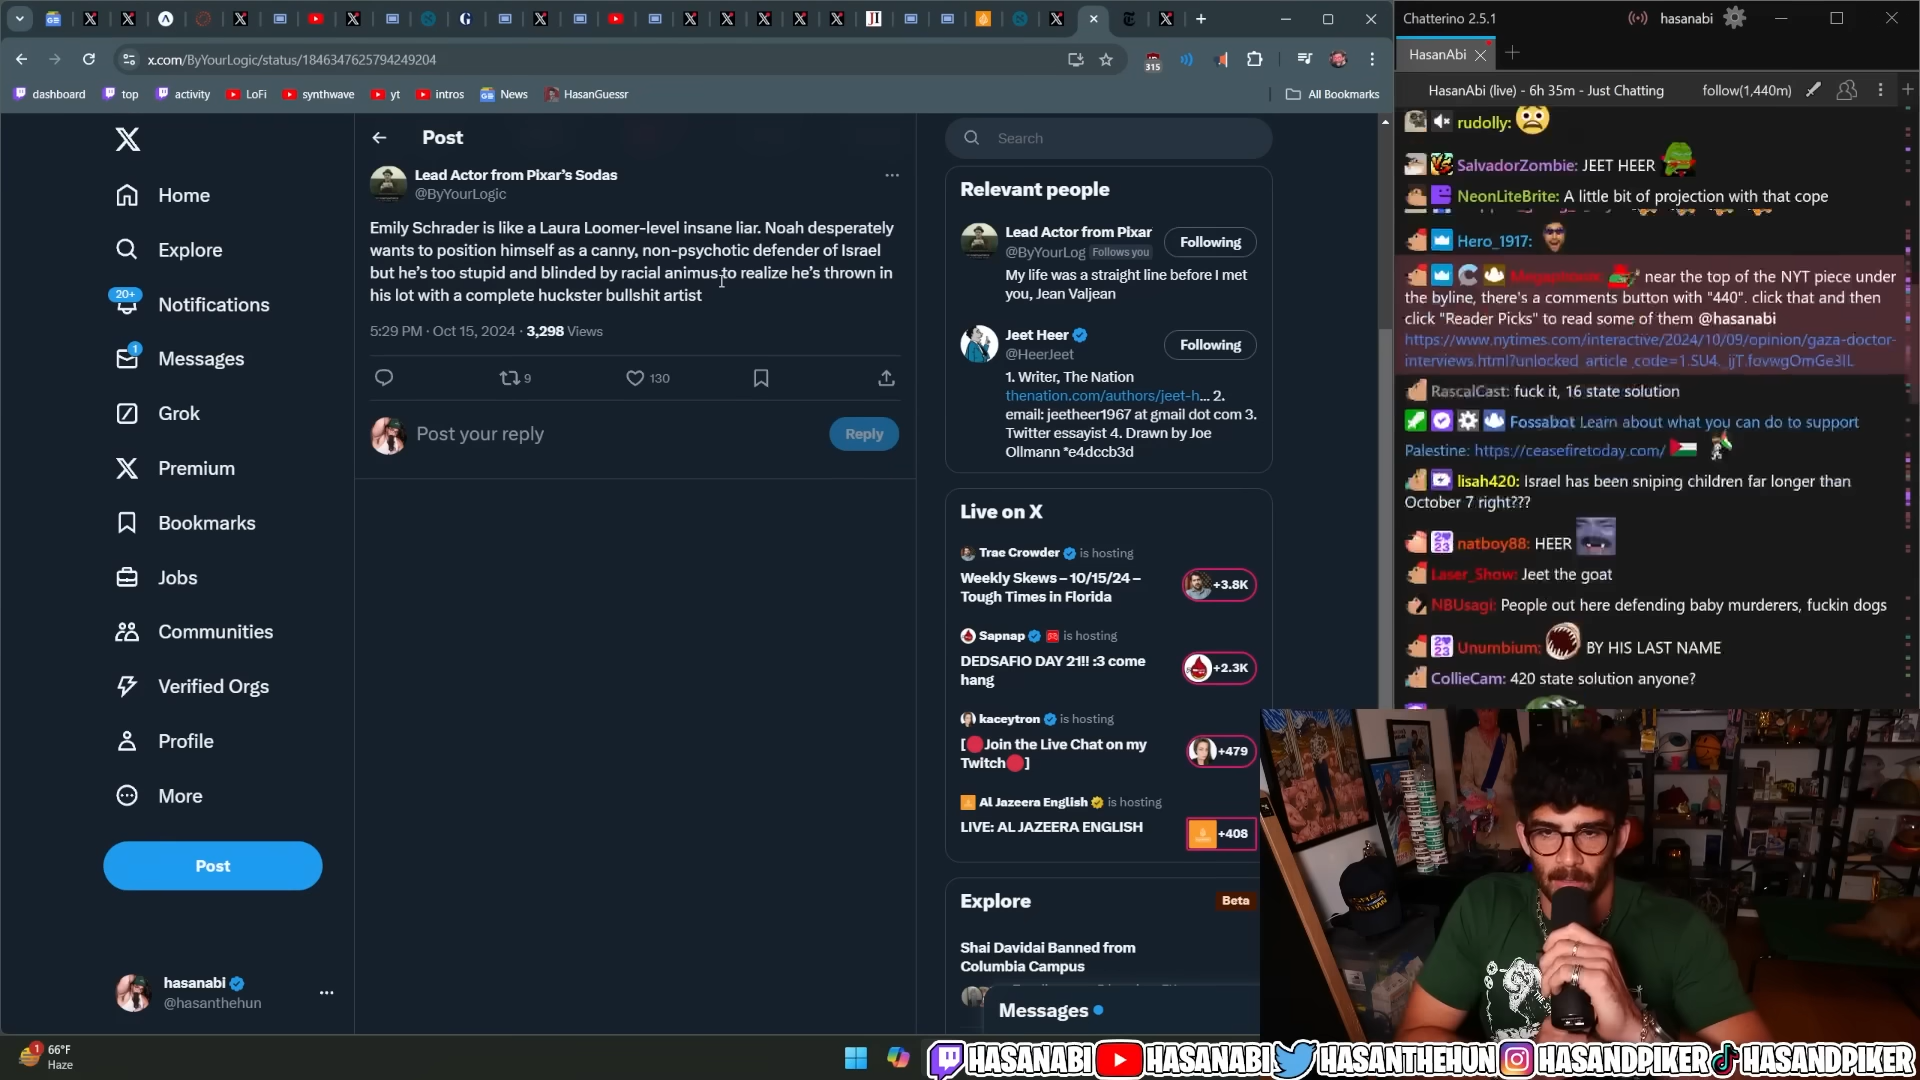 x.com/ByYourLogic/status/1846347625794249204
315
dashboard
top
activity
LoFi
synthwave
yt
intros
News
HasanGuessr
All Bookmarks
Home
Explore
20+
Notifications
1
Messages
Grok
Premium
Bookmarks
Jobs
Communities
Verified Orgs
Profile
More
Post
hasanabi
@hasanthehun
Post
Lead Actor from Pixar's Sodas
@ByYourLogic
Emily Schrader is like a Laura Loomer-level insane liar. Noah desperately
wants to position himself as a canny, non-psychotic defender of Israel
but he's too stupid and blinded by racial animus to realize he's thrown in
his lot with a complete huckster bullshit artist
5:29 PM · Oct 15, 2024 · 3,298 Views
9
130
Post your reply
Reply
Search
Relevant people
Lead Actor from Pixar
@ByYourLog Follows you
Following
My life was a straight line before I met
you, Jean Valjean
Jeet Heer
@HeerJeet
Following
1. Writer, The Nation
thenation.com/authors/jeet-h… 2.
email: jeetheer1967 at gmail dot com 3.
Twitter essayist 4. Drawn by Joe
Ollmann *e4dccb3d
Live on X
Trae Crowder is hosting
Weekly Skews – 10/15/24 –
Tough Times in Florida
+3.8K
Sapnap is hosting
DEDSAFIO DAY 21!! :3 come
hang
+2.3K
kaceytron is hosting
[🔴Join the Live Chat on my
Twitch🔴]
+479
Al Jazeera English is hosting
LIVE: AL JAZEERA ENGLISH
+408
Explore
Beta
Shai Davidai Banned from
Columbia Campus
Messages
Chatterino 2.5.1
hasanabi
HasanAbi
HasanAbi (live) - 6h 35m - Just Chatting
follow(1,440m)
rudolly:
SalvadorZombie: JEET HEER
NeonLiteBrite: A little bit of projection with that cope
Hero_1917:
near the top of the NYT piece under
the byline, there's a comments button with "440". click that and then
click "Reader Picks" to read some of them @hasanabi
https://www.nytimes.com/interactive/2024/10/09/opinion/gaza-doctor-
RascalCast: fuck it, 16 state solution
Fossabot Learn about what you can do to support
Palestine: https://ceasefiretoday.com/
lisah420: Israel has been sniping children far longer than
October 7 right???
natboy88: HEER
Laser_Show: Jeet the goat
NBUsagi: People out here defending baby murderers, fuckin dogs
Unumbium: BY HIS LAST NAME
CollieCam: 420 state solution anyone?
1
66°F
Haze
HASANABI
HASANABI
HASANTHEHUN
HASANDPIKER
HASANDPIKER